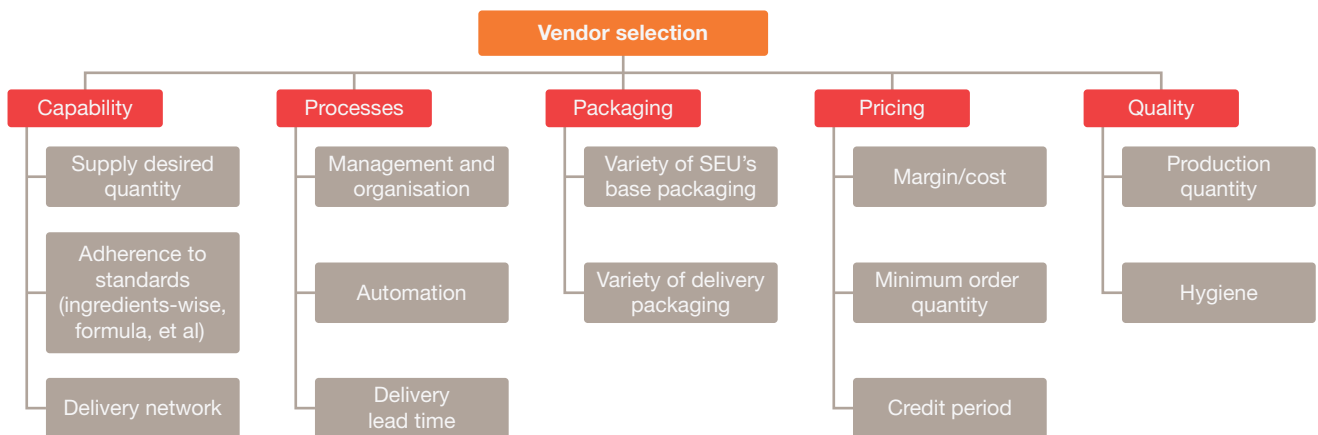 Vendor selection
Capability
Processes
Packaging
Pricing
Quality
Supply desired
quantity
Management and
organisation
Variety of SEU's
base packaging
Margin/cost
Production
quantity
Adherence to
standards
(ingredients-wise,
formula, et al)
Automation
Variety of delivery
packaging
Minimum order
quantity
Hygiene
Delivery network
Delivery
lead time
Credit period